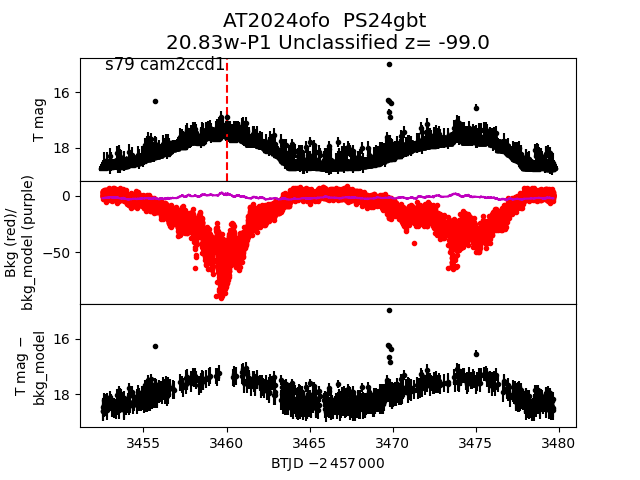 AT2024ofo  PS24gbt
20.83w-P1 Unclassified z= -99.0
s79 cam2ccd1
T mag
16
18
Bkg (red)/
bkg_model (purple)
0
−50
T mag −
bkg_model
16
18
3455
3460
3465
3470
3475
3480
BTJD −2 457 000